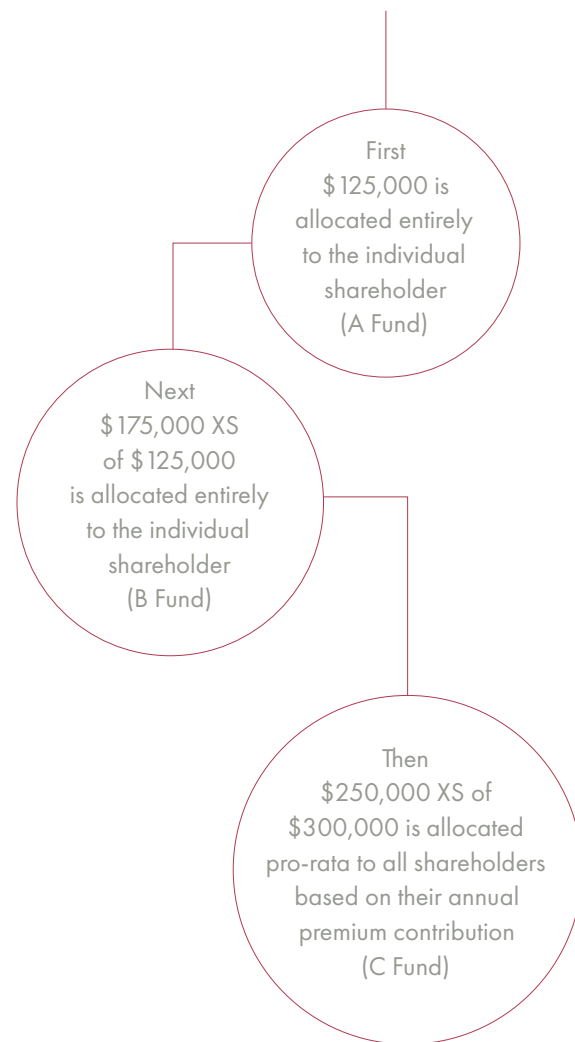 First
$125,000 is
allocated entirely
to the individual
shareholder
(A Fund)
Next
$175,000 XS
of $125,000
is allocated entirely
to the individual
shareholder
(B Fund)
Then
$250,000 XS of
$300,000 is allocated
pro-rata to all shareholders
based on their annual
premium contribution
(C Fund)